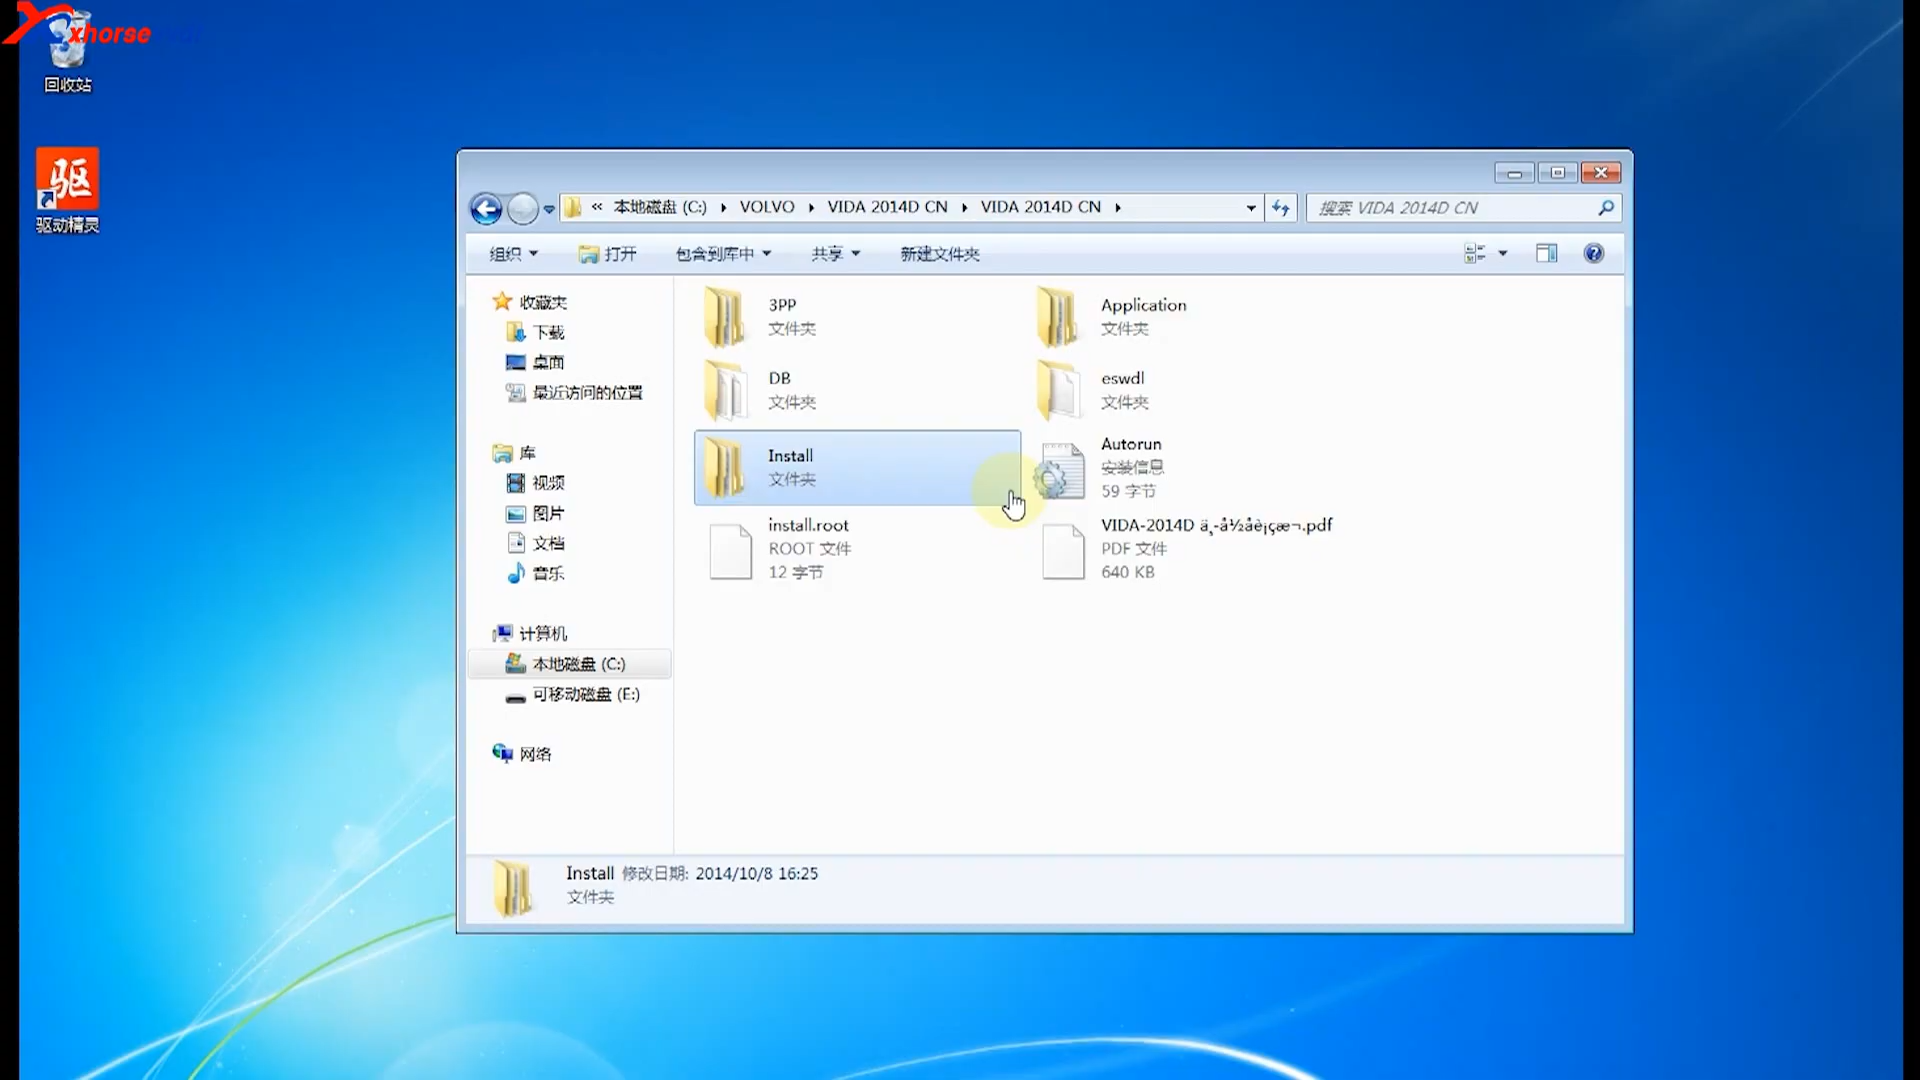 xhorse
回收站
驱
驱动精灵
« 本地磁盘 (C:) VOLVO VIDA 2014D CN VIDA 2014D CN
搜索 VIDA 2014D CN
组织 打开 包含到库中 共享 新建文件夹
收藏夹
下载
桌面
最近访问的位置
库
视频
图片
文档
音乐
计算机
本地磁盘 (C:)
可移动磁盘 (E:)
网络
3PP
文件夹
Application
文件夹
DB
文件夹
eswdl
文件夹
Install
文件夹
Autorun
安装信息
59 字节
install.root
ROOT 文件
12 字节
VIDA-2014D ä¸-å½åè¡çæ¬.pdf
PDF 文件
640 KB
Install 修改日期: 2014/10/8 16:25
文件夹